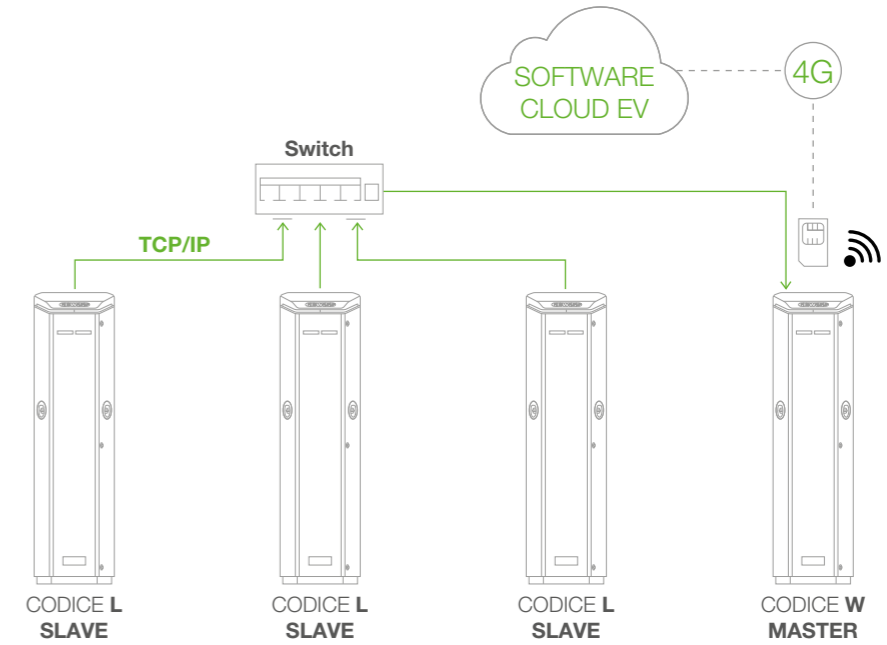 SOFTWARE
CLOUD EV
4G
Switch
TCP/IP
CODICE L
SLAVE
CODICE L
SLAVE
CODICE L
SLAVE
CODICE W
MASTER